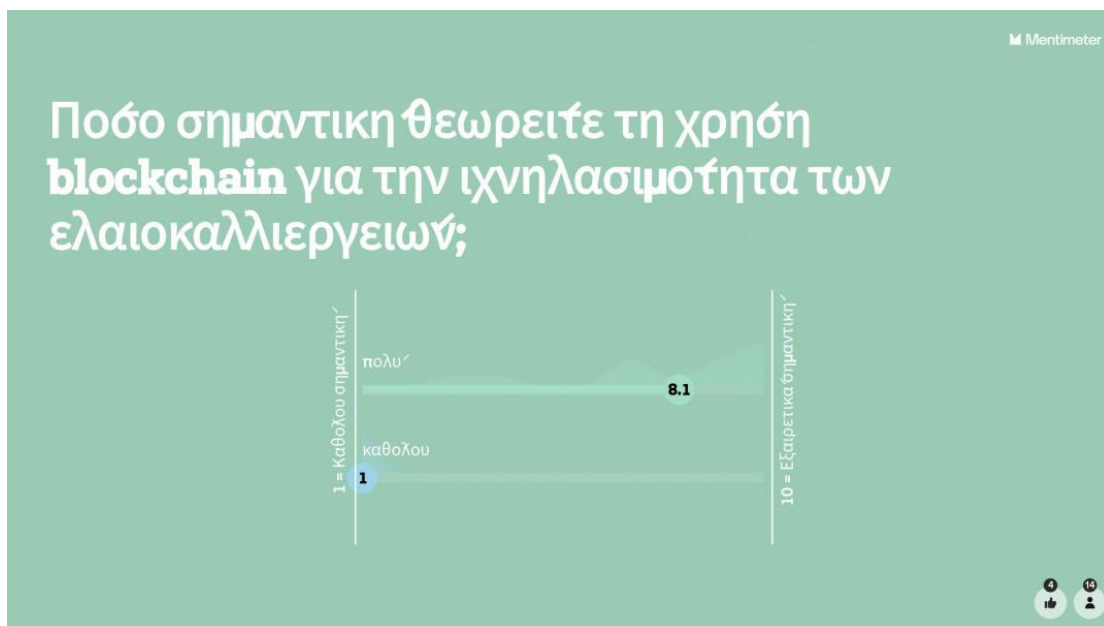 Mentimeter
Ποσο σημαντικη θεωρειτε τη χρηση
blockchain για την ιχνηλασιμοτητα των
ελαιοκαλλιεργειων;
1 = Καθολου σημαντικη´
πολυ´
8.1
καθολου
1
10 = Εξαιρετικα σημαντικη´
4
14